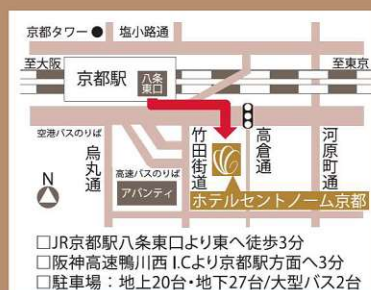 京都タワー● 塩小路通
至大阪
至東京
京都駅
八条
東口
空港バスのりば
烏丸通
高速バスのりば
アバンティ
竹田街道
高倉通
河原町通
N
ホテルセントノーム京都
□JR京都駅八条東口より東へ徒歩3分
□阪神高速鴨川西I.Cより京都駅方面へ3分
□駐車場：地上20台・地下27台/大型バス2台